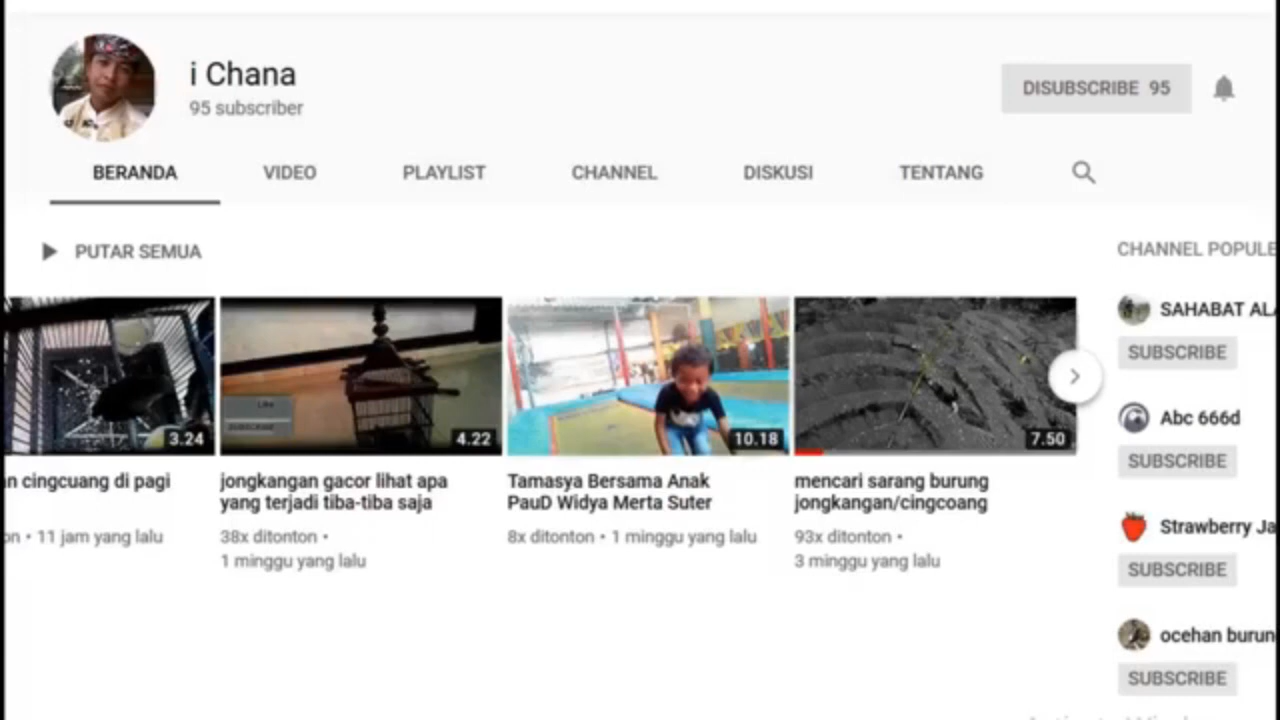 i Chana
95 subscriber
DISUBSCRIBE 95
BERANDA VIDEO PLAYLIST CHANNEL DISKUSI TENTANG
PUTAR SEMUA
CHANNEL POPULE
3.24
4.22
10.18
7.50
cingcuang di pagi
11 jam yang lalu
jongkangan gacor lihat apa
yang terjadi tiba-tiba saja
38x ditonton •
1 minggu yang lalu
Tamasya Bersama Anak
PauD Widya Merta Suter
8x ditonton • 1 minggu yang lalu
mencari sarang burung
jongkangan/cingcoang
93x ditonton •
3 minggu yang lalu
SAHABAT
SUBSCRIBE
Abc 666d
SUBSCRIBE
Strawberry
SUBSCRIBE
ocehan burun
SUBSCRIBE